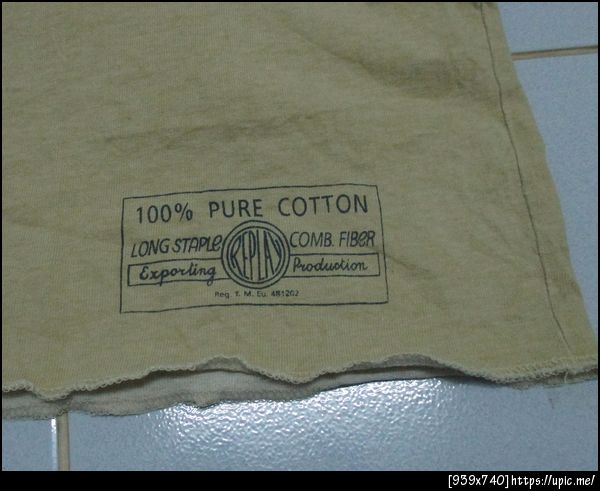 100% PURE COTTON
LONG STAPLE REPLAY COMB. FIBER
Exporting Production
Reg. T. M. Eu. 481202
[959x740]https://upic.me/